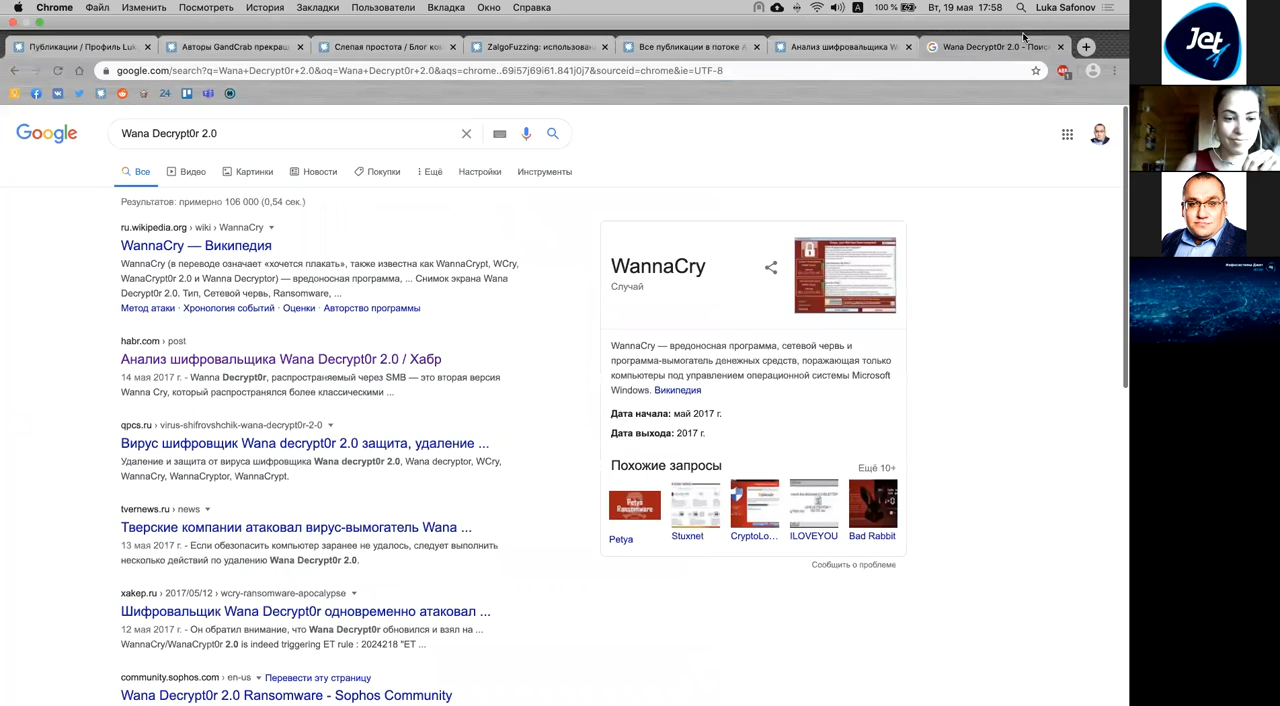 Chrome Файл Изменить Посмотреть История Закладки Пользователи Вкладка Окно Справка
A 100 % Вт, 19 мая 17:58 Luka Safonov
Публикации / Профиль Luk
Авторы GandCrab прекращ
Слепая простота / Блог ком
Zalgo
Все публикации в потоке А
Анализ шифровальщика W
Wana Decrypt0r 2.0 - Поис
google.com/search?q=Wana+Decrypt0r+2.0&oq=Wana+Decrypt0r+2.0&aqs=chrome..69i57j69i61.841j0j7&sourceid=chrome&ie=UTF-8
ABP 1
24
Google
Wana Decrypt0r 2.0
Все Видео Картинки Новости Покупки Ещё Настройки Инструменты
Результатов: примерно 106 000 (0,54 сек.)
ru.wikipedia.org › wiki › WannaCry
WannaCry — Википедия
WannaCry (в переводе означает «хочется плакать», также известна как WannaCrypt, WCry,
WanaCrypt0r 2.0 и Wanna Decryptor) — вредоносная программа, ... Снимок экрана Wana
Decrypt0r 2.0. Тип, Сетевой червь, Ransomware, ...
Метод атаки · Хронология событий · Оценки · Авторство программы
habr.com › post
Анализ шифровальщика Wana Decrypt0r 2.0 / Хабр
14 мая 2017 г. - Wanna Decrypt0r, распространяемый через SMB — это вторая версия
Wanna Cry, который распространялся более классическими ...
qpcs.ru › virus-shifrovshchik-wana-decrypt0r-2-0
Вирус шифровщик Wana decrypt0r 2.0 защита, удаление ...
Удаление и защита от вируса шифровщика Wana decrypt0r 2.0, Wana decryptor, WCry,
WannaCry, WanaCryptor, WannaCrypt.
tvernews.ru › news
Тверские компании атаковал вирус-вымогатель Wana ...
13 мая 2017 г. - Если обезопасить компьютер заранее не удалось, следует выполнить
несколько действий по удалению Wana Decrypt0r 2.0.
xakep.ru › 2017/05/12 › wcry-ransomware-apocalypse
Шифровальщик Wana Decrypt0r одновременно атаковал ...
12 мая 2017 г. - Он обратил внимание, что Wana Decrypt0r обновился и взял на ...
WannaCry/WanaCrypt0r 2.0 is indeed triggering ET rule : 2024218 "ET ...
community.sophos.com › en-us Перевести эту страницу
Wana Decrypt0r 2.0 Ransomware - Sophos Community
WannaCry
Случай
WannaCry — вредоносная программа, сетевой червь и
программа-вымогатель денежных средств, поражающая только
компьютеры под управлением операционной системы Microsoft
Windows. Википедия
Дата начала: май 2017 г.
Дата выхода: 2017 г.
Похожие запросы Ещё 10+
Petya Ransomware
Petya Stuxnet CryptoLo... ILOVEYOU Bad Rabbit
Сообщить о проблеме
Jet